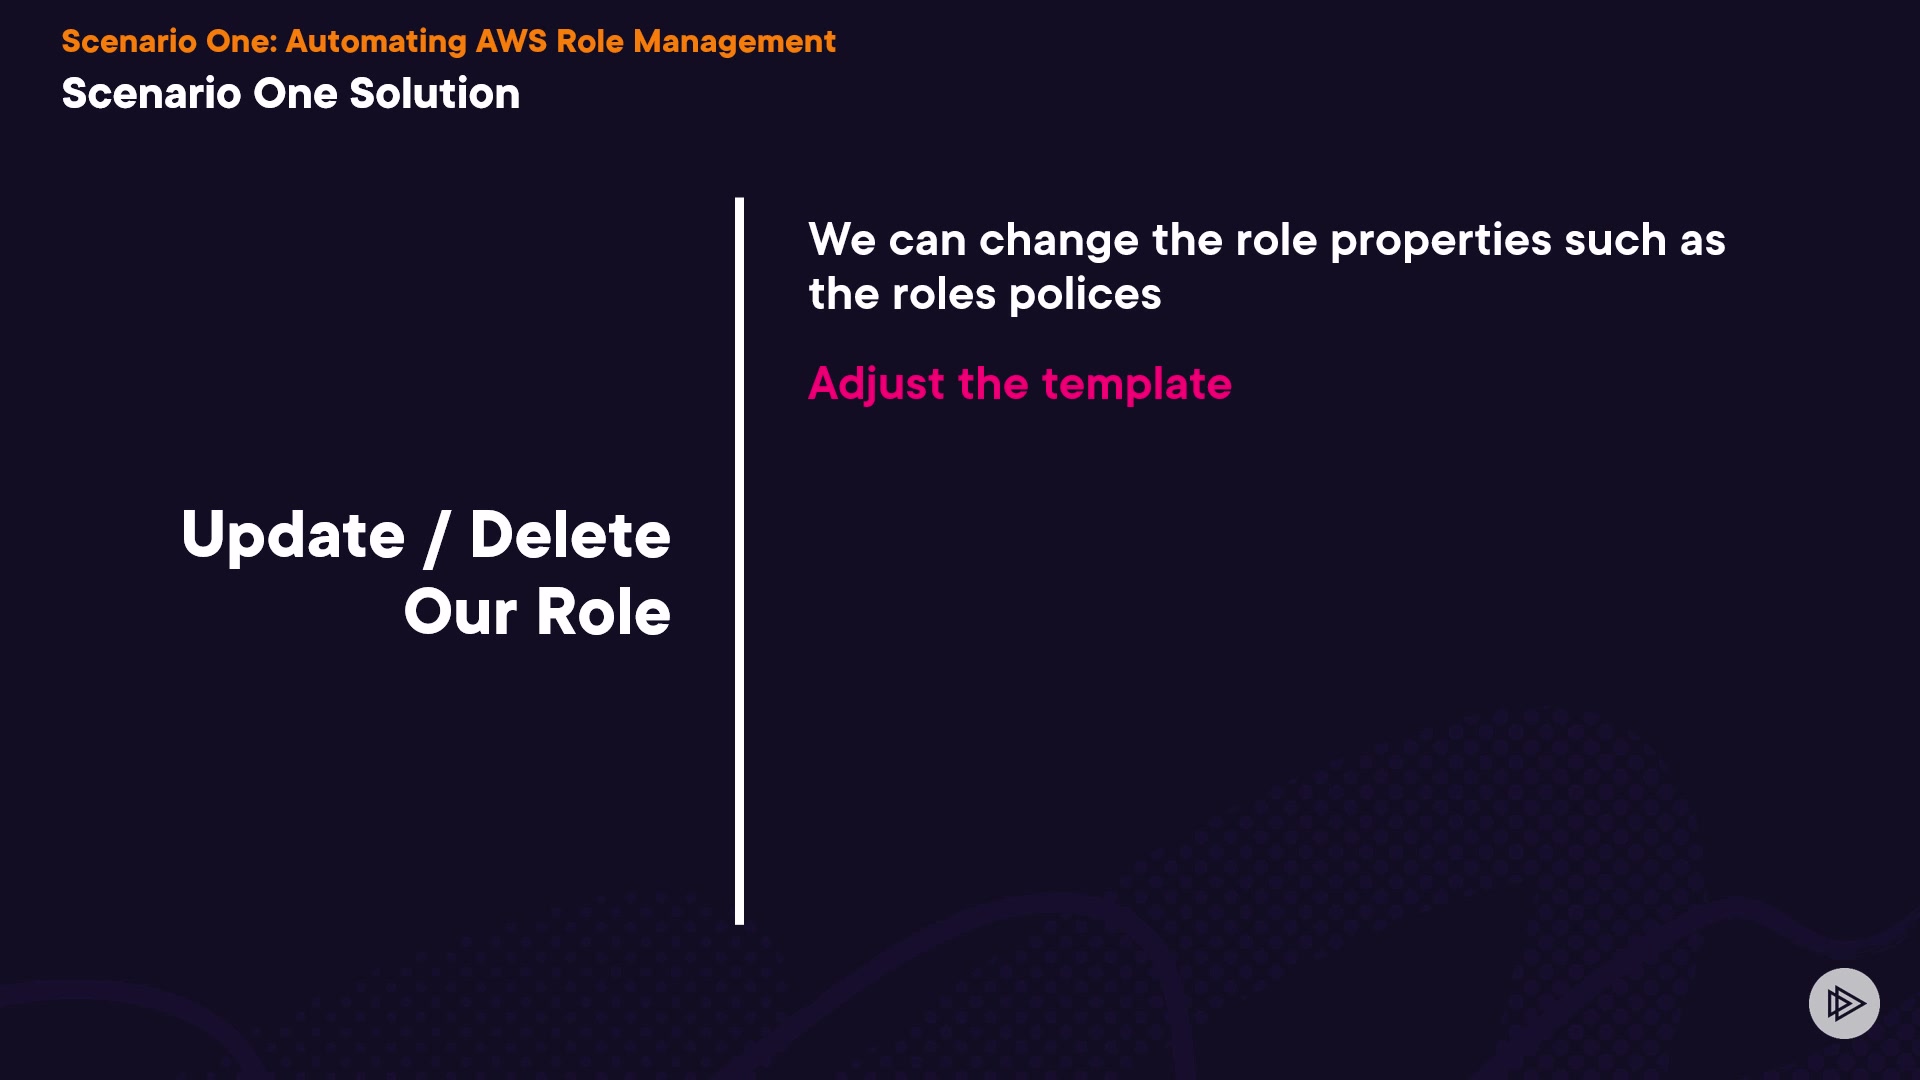 Scenario One: Automating AWS Role Management
Scenario One Solution
Update / Delete
Our Role
We can change the role properties such as
the roles polices
Adjust the template